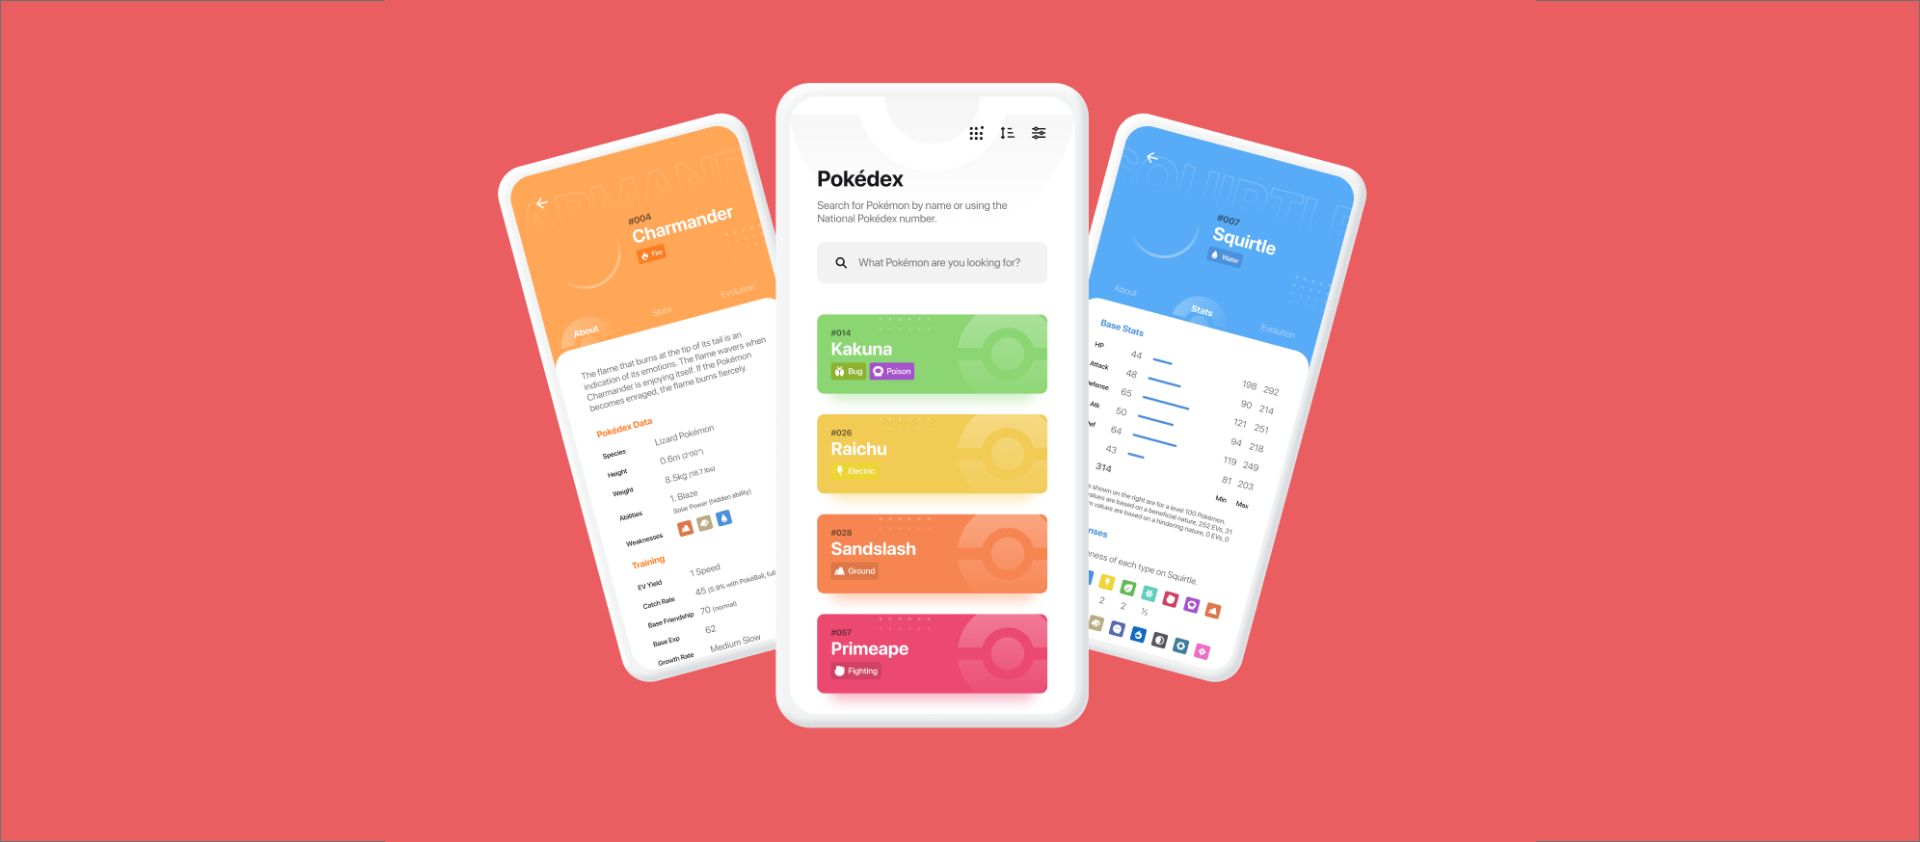 ARMAND
#004
Charmander
Fire
About
Stats
Evolution
The flame that burns at the tip of its tail is an
indication of its emotions. The flame wavers when
Charmander is enjoying itself. If the Pokémon
becomes enraged, the flame burns fiercely.
Pokédex Data
Species Lizard Pokémon
Height 0.6m (2'00")
Weight 8.5kg (18.7 lbs)
Abilities 1. Blaze
Solar Power (hidden ability)
Weaknesses
Training
EV Yield 1 Speed
Catch Rate 45 (5.9% with PokéBall, full
Base Friendship 70 (normal)
Base Exp 62
Growth Rate Medium Slow
Pokédex
Search for Pokémon by name or using the
National Pokédex number.
What Pokémon are you looking for?
#014
Kakuna
Bug Poison
#026
Raichu
Electric
#028
Sandslash
Ground
#057
Primeape
Fighting
SQUIRTLE
#007
Squirtle
Water
About
Stats
Evolution
Base Stats
HP 44 198 292
Attack 48 90 214
efense 65 121 251
Atk 50 94 218
ef 64 119 249
43 81 203
314 Min Max
s shown on the right are for a level 100 Pokémon.
alues are based on a beneficial nature, 252 EVs, 31
m values are based on a hindering nature, 0 EVs, 0
nses
eness of each type on Squirtle.
2 2 ½